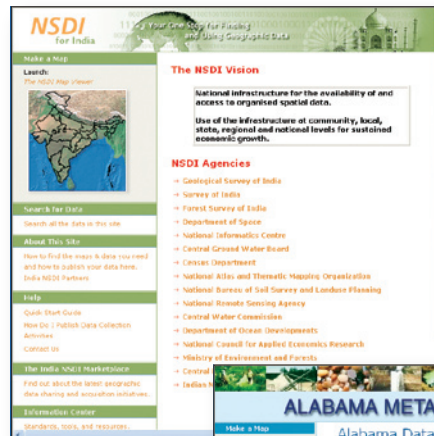 NSDI
for India
Your One Stop for Finding
and Using Geographic Data
Make a Map
Launch:
The NSDI Map Viewer
Search for Data
Search all the data in this site.
About This Site
How to find the maps & data you need
and how to publish your data here.
India NSDI Partners
Help
Quick Start Guide
How Do I Publish Data Collection
Activities
Contact Us
The India NSDI Marketplace
Find out about the latest geographic
data sharing and acquisition initiatives.
Information Center
Standards, tools, and resources.
The NSDI Vision
National infrastructure for the availability of and
access to organised spatial data.
Use of the infrastructure at community, local,
state, regional and national levels for sustained
economic growth.
NSDI Agencies
→ Geological Survey of India
→ Survey of India
→ Forest Survey of India
→ Department of Space
→ National Informatics Centre
→ Central Ground Water Board
→ Census Department
→ National Atlas and Thematic Mapping Organization
→ National Bureau of Soil Survey and Landuse Planning
→ National Remote Sensing Agency
→ Central Water Commission
→ Department of Ocean Developments
→ National Council for Applied Economics Research
→ Ministry of Environment and Forests
→ Central
→ Indian
ALABAMA META
Make a Map
Alabama Data